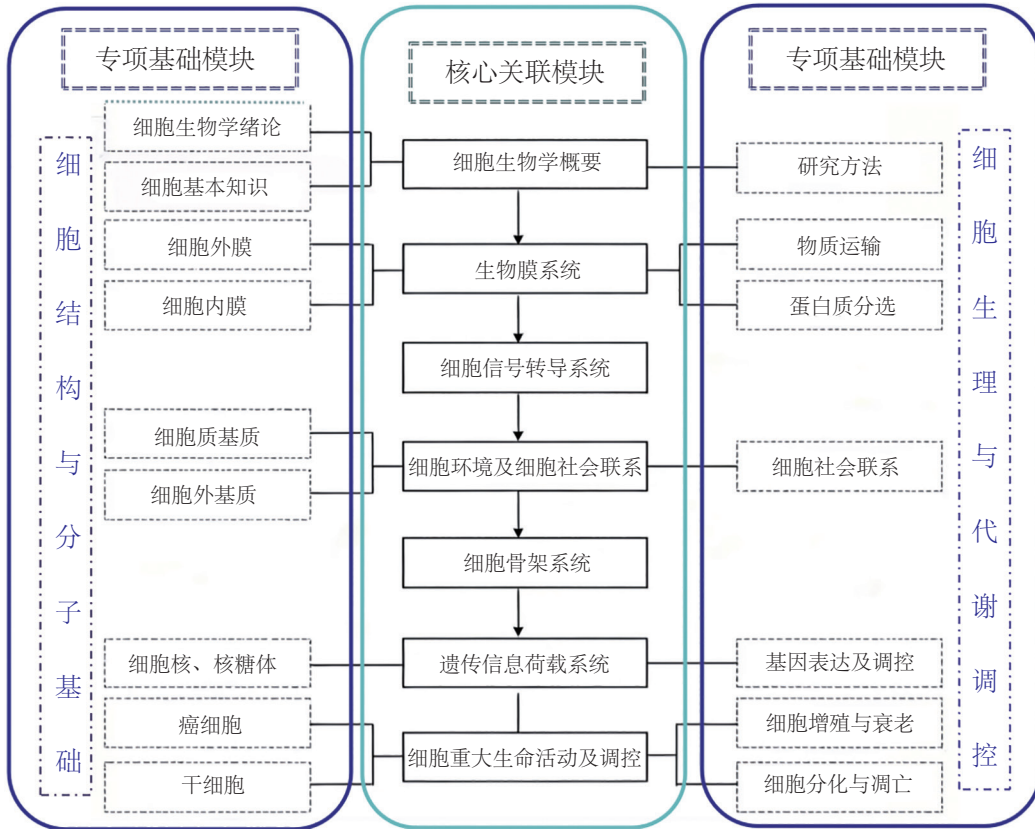 专项基础模块
细胞结构与分子基础
细胞生物学绪论
细胞基本知识
细胞外膜
细胞内膜
细胞质基质
细胞外基质
细胞核、核糖体
癌细胞
干细胞
核心关联模块
细胞生物学概要
生物膜系统
细胞信号转导系统
细胞环境及细胞社会联系
细胞骨架系统
遗传信息荷载系统
细胞重大生命活动及调控
专项基础模块
研究方法
物质运输
蛋白质分选
细胞社会联系
基因表达及调控
细胞增殖与衰老
细胞分化与凋亡
细胞生理与代谢调控